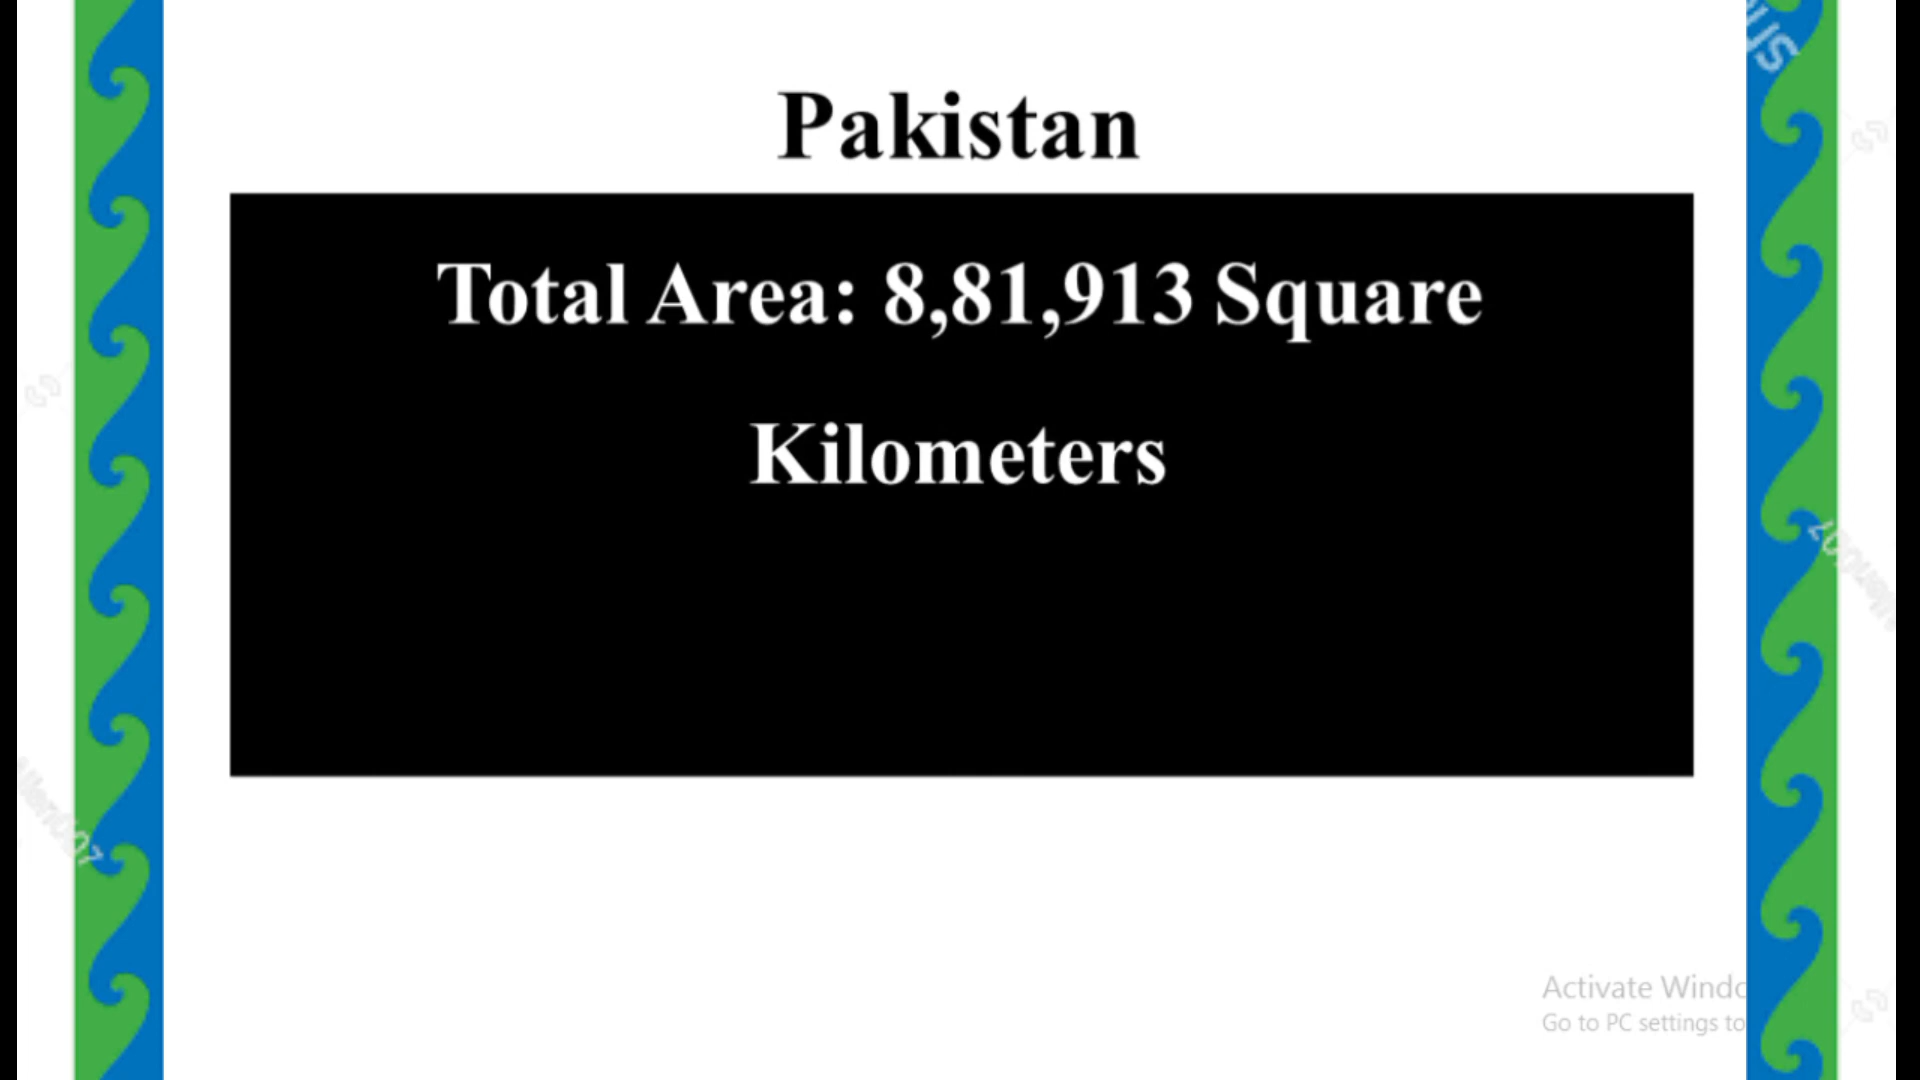 Pakistan
Total Area: 8,81,913 Square
Kilometers
Activate Windo
Go to PC settings to